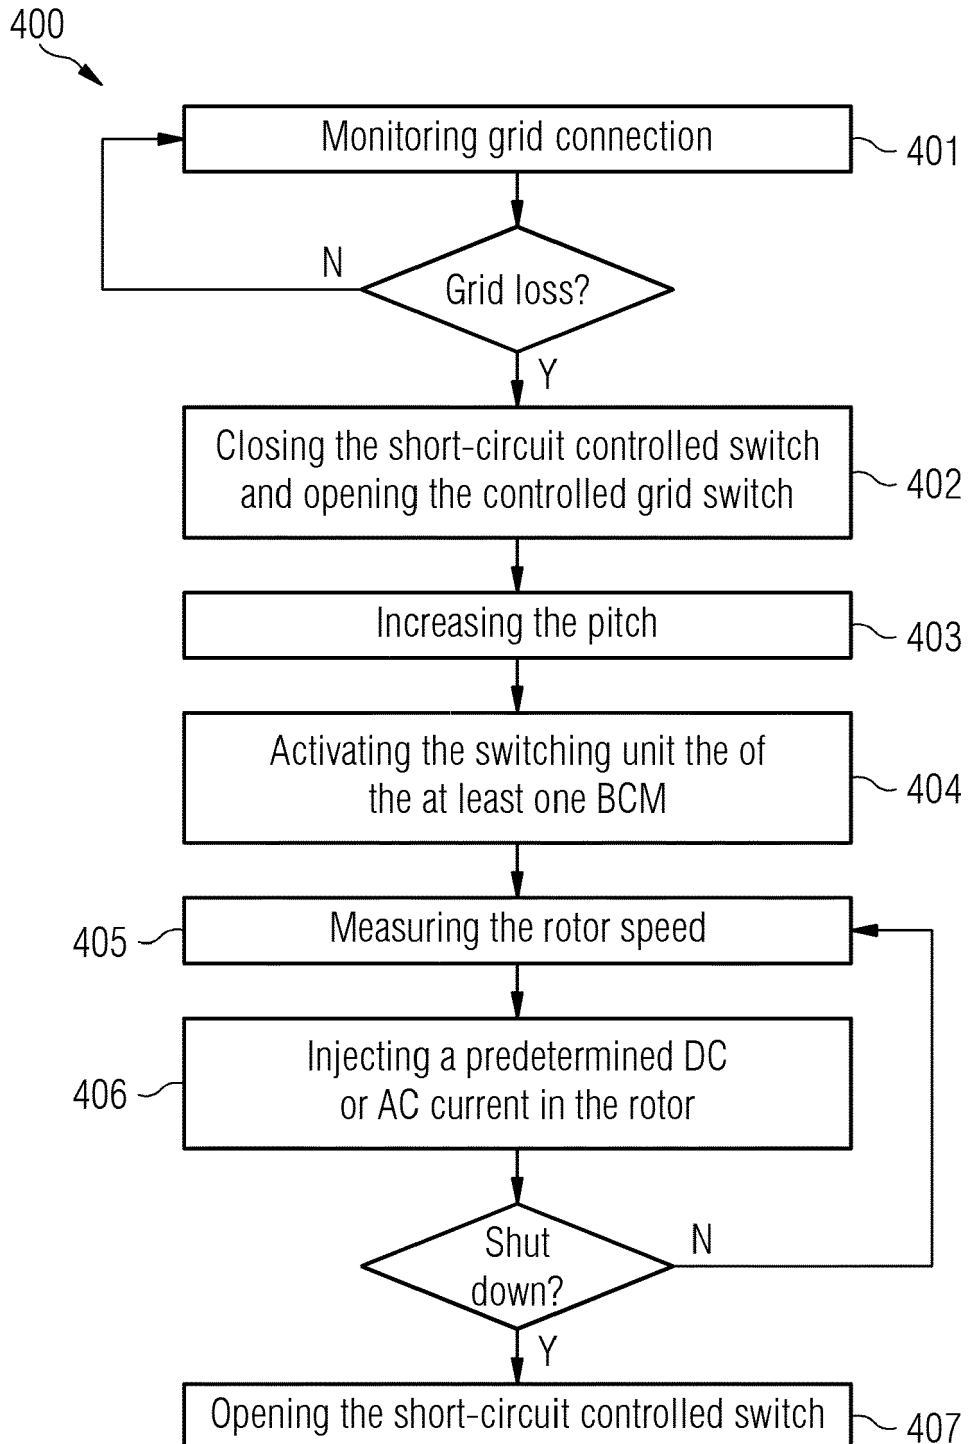 400
Monitoring grid connection
401
N
Grid loss?
Y
Closing the short-circuit controlled switch
and opening the controlled grid switch
402
Increasing the pitch
403
Activating the switching unit the of
the at least one BCM
404
Measuring the rotor speed
405
Injecting a predetermined DC
or AC current in the rotor
406
Shut
down?
N
Y
Opening the short-circuit controlled switch
407